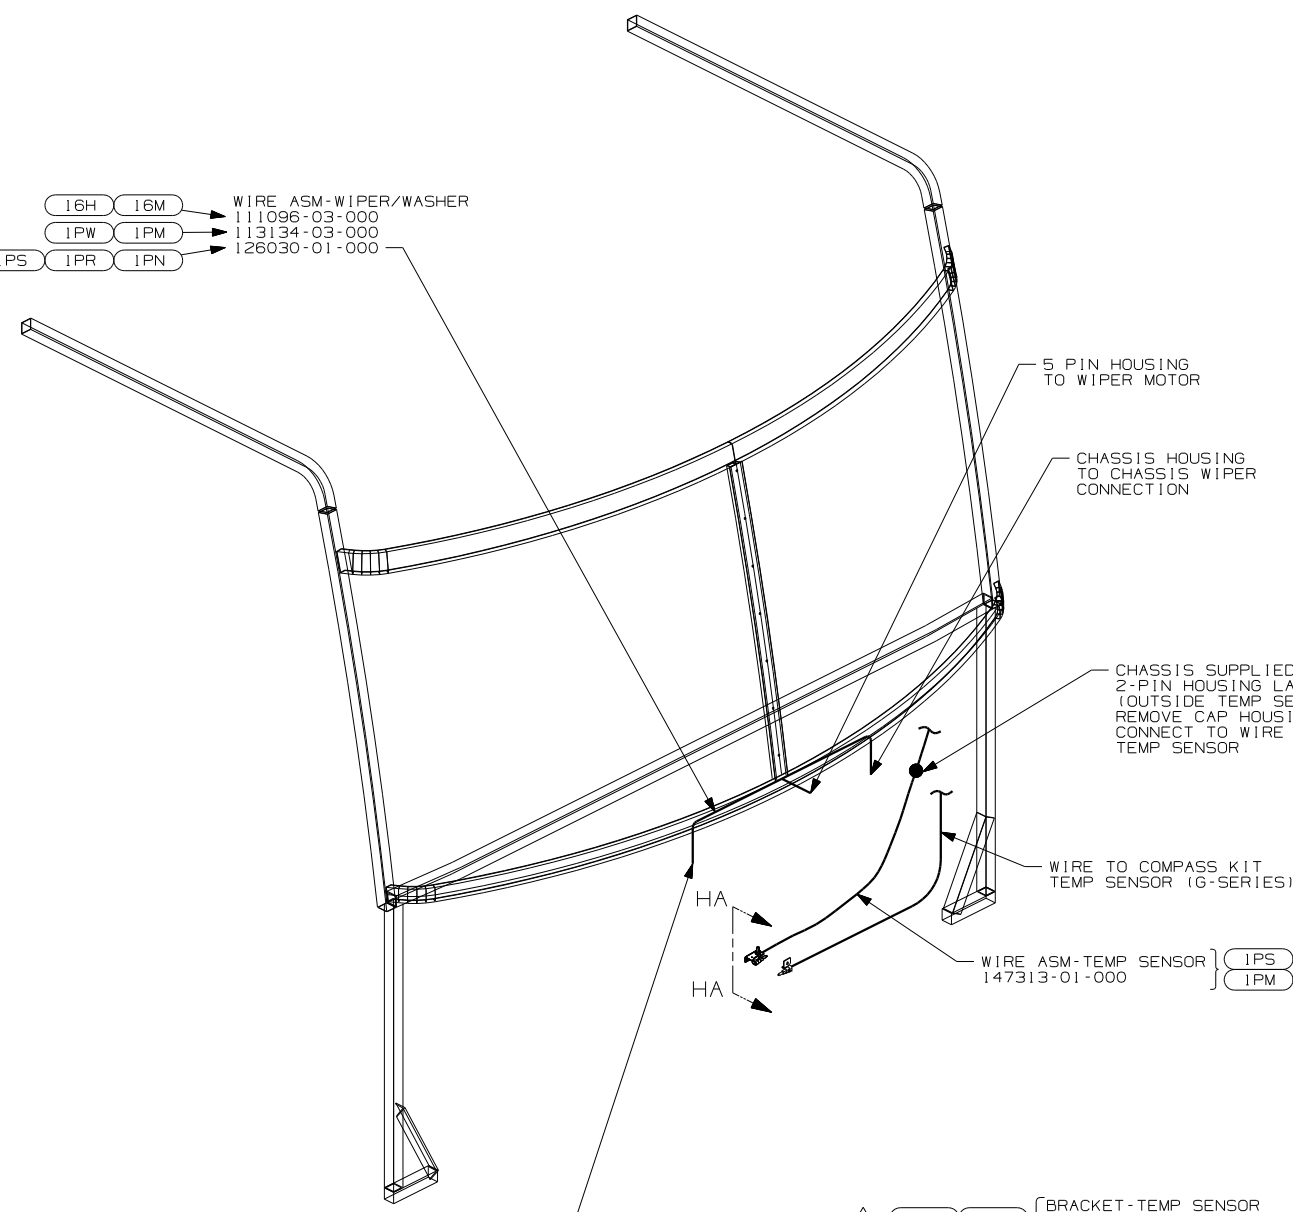 16H 16M
WIRE ASM-WIPER/WASHER
111096-03-000
1PW 1PM
113134-03-000
PS 1PR 1PN
126030-01-000
5 PIN HOUSING
TO WIPER MOTOR
CHASSIS HOUSING
TO CHASSIS WIPER
CONNECTION
CHASSIS SUPPLIED
2-PIN HOUSING LA
(OUTSIDE TEMP SE
REMOVE CAP HOUSI
CONNECT TO WIRE
TEMP SENSOR
WIRE TO COMPASS KIT
TEMP SENSOR (G-SERIES)
HA
HA
WIRE ASM-TEMP SENSOR
147313-01-000
1PS
1PM
BRACKET-TEMP SENSOR